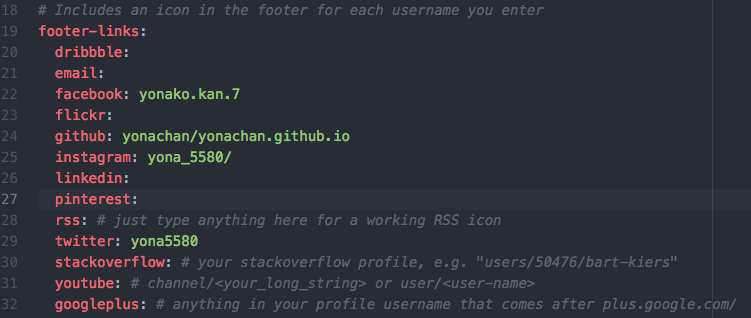 18 # Includes an icon in the footer for each username you enter
19 footer-links:
20 dribbble:
21 email:
22 facebook: yonako.kan.7
23 flickr:
24 github: yonachan/yonachan.github.io
25 instagram: yona_5580/
26 linkedin:
27 pinterest:
28 rss: # just type anything here for a working RSS icon
29 twitter: yona5580
30 stackoverflow: # your stackoverflow profile, e.g. "users/50476/bart-kiers"
31 youtube: # channel/<your_long_string> or user/<user-name>
32 googleplus: # anything in your profile username that comes after plus.google.com/